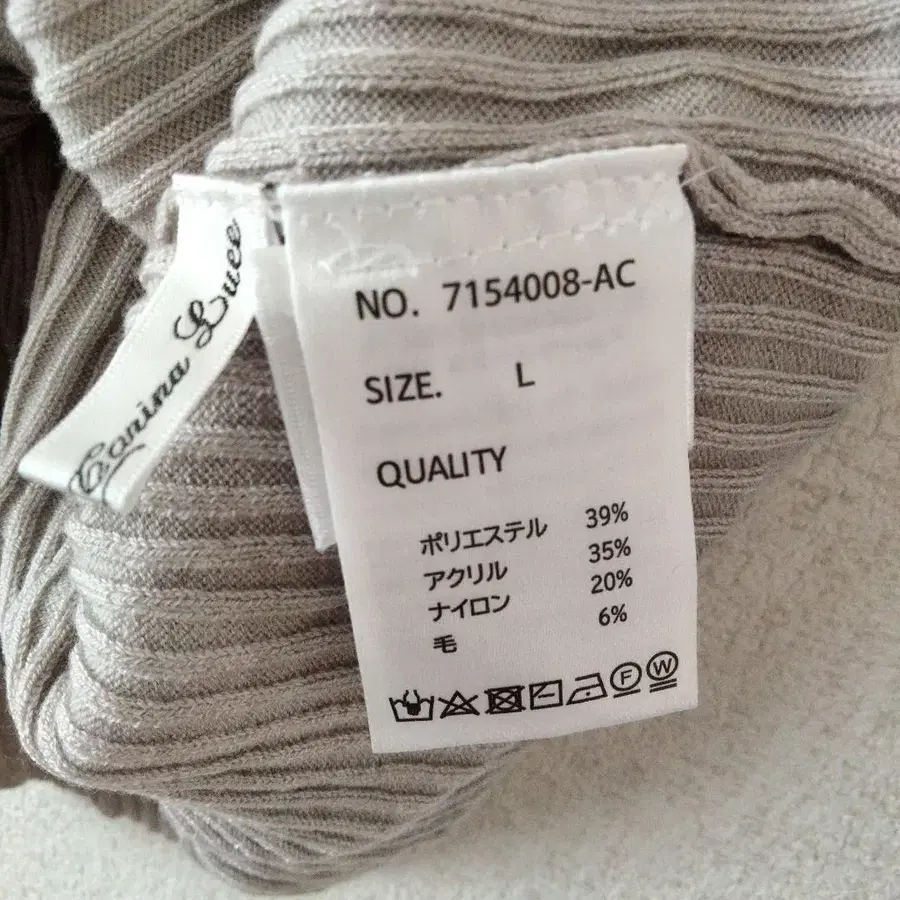 Carina Luce
NO. 7154008-AC
SIZE. L
QUALITY
ポリエステル 39%
アクリル 35%
ナイロン 20%
毛 6%
F W